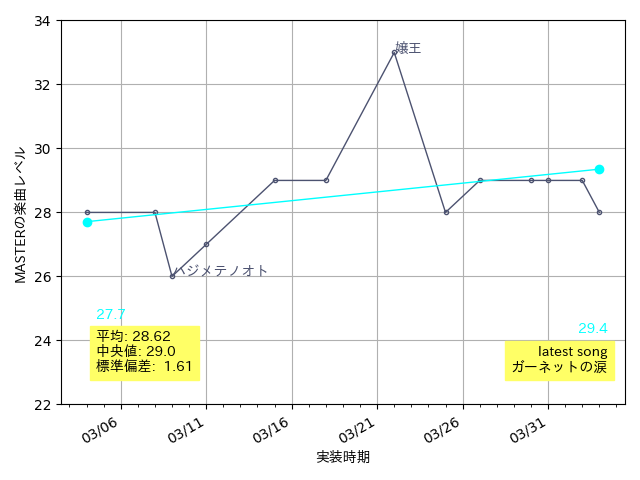 34
32
30
28
26
24
22
MASTERの楽曲レベル
嬢王
ハジメテノオト
27.7
平均: 28.62
中央値: 29.0
標準偏差: 1.61
29.4
latest song
ガーネットの涙
03/06
03/11
03/16
03/21
03/26
03/31
実装時期